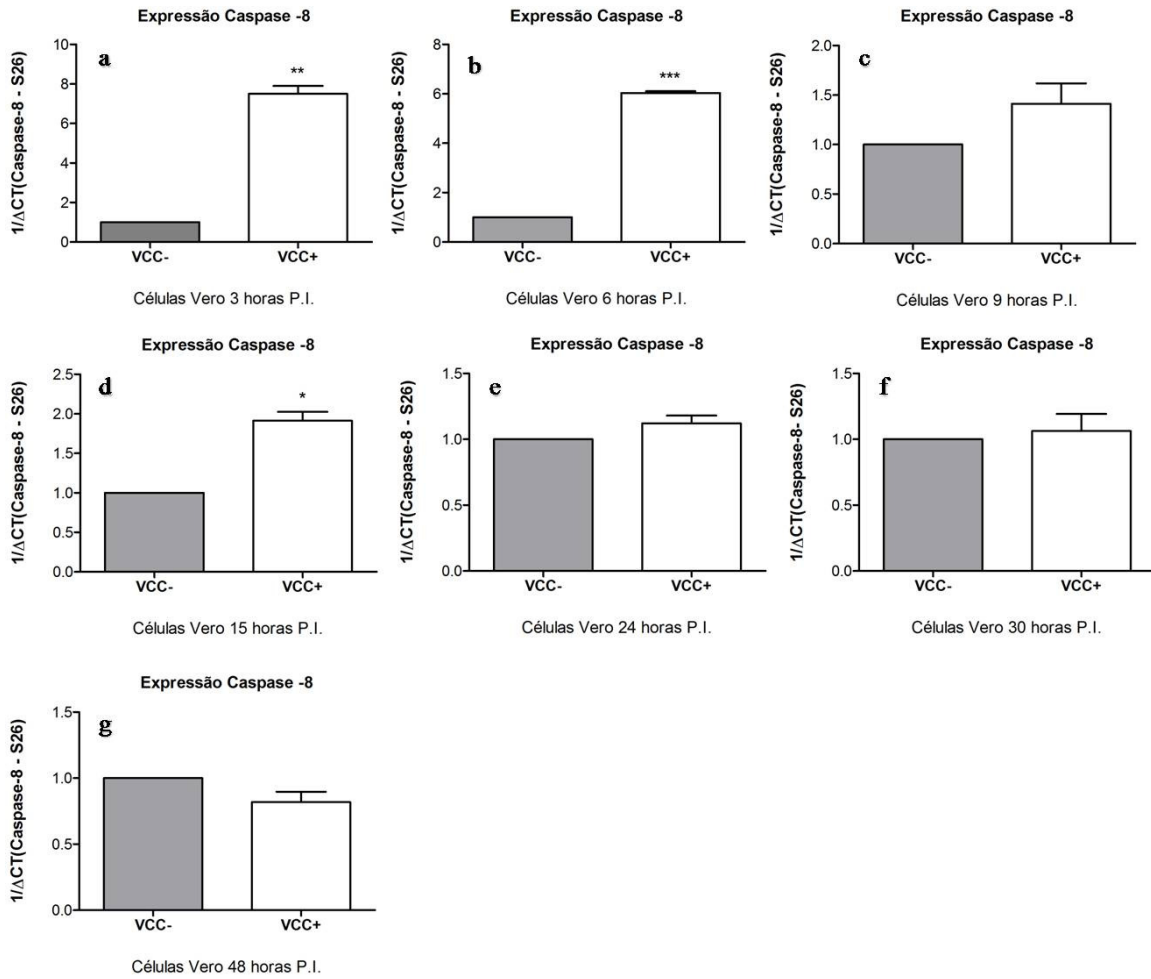 Expressão Caspase -8
a
1/ΔCT(Caspase-8 - S26)
10
8
6
4
2
0
**
VCC-
VCC+
Células Vero 3 horas P.I.
Expressão Caspase -8
b
1/ΔCT(Caspase-8 - S26)
8
6
4
2
0
***
VCC-
VCC+
Células Vero 6 horas P.I.
Expressão Caspase -8
c
1/ΔCT(Caspase-8 - S26)
2.0
1.5
1.0
0.5
0.0
VCC-
VCC+
Células Vero 9 horas P.I.
Expressão Caspase -8
d
1/ΔCT(Caspase-8 - S26)
2.5
2.0
1.5
1.0
0.5
0.0
*
VCC-
VCC+
Células Vero 15 horas P.I.
Expressão Caspase -8
e
1/ΔCT(Caspase-8 - S26)
1.5
1.0
0.5
0.0
VCC-
VCC+
Células Vero 24 horas P.I.
Expressão Caspase -8
f
1/ΔCT(Caspase-8- S26)
1.5
1.0
0.5
0.0
VCC-
VCC+
Células Vero 30 horas P.I.
Expressão Caspase -8
g
1/ΔCT(Caspase-8 - S26)
1.5
1.0
0.5
0.0
VCC-
VCC+
Células Vero 48 horas P.I.